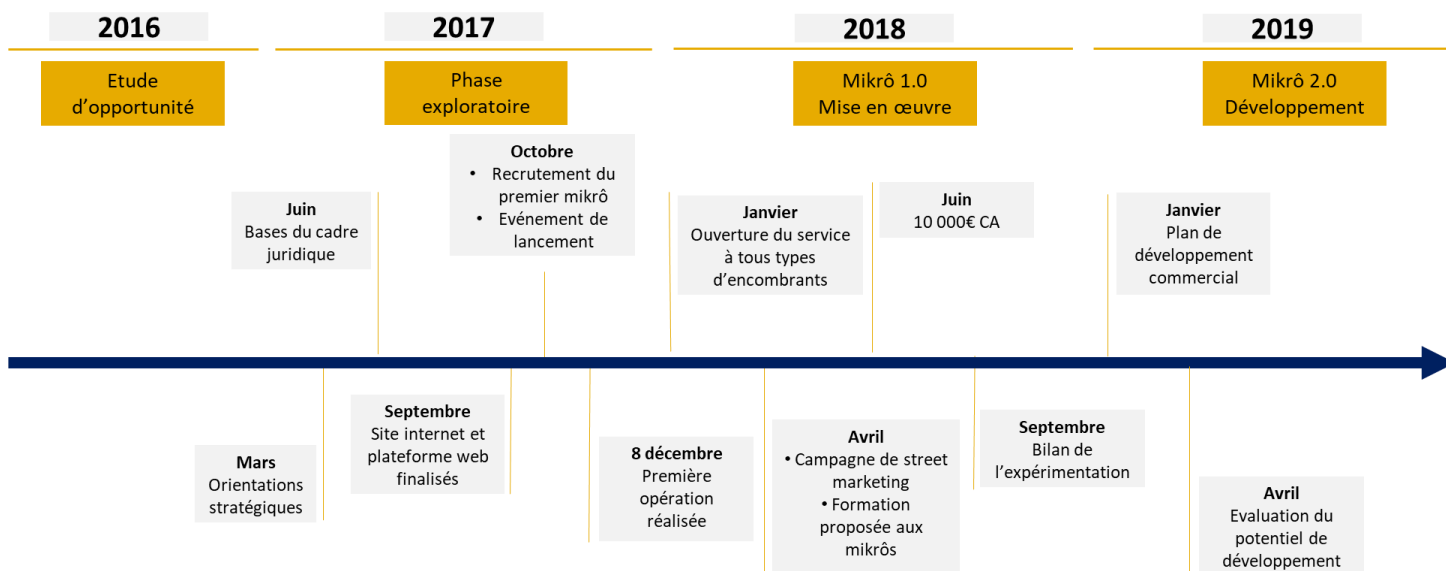 2016
2017
2018
2019
Etude
d'opportunité
Phase
exploratoire
Mikrô 1.0
Mise en œuvre
Mikrô 2.0
Développement
Juin
Bases du cadre
juridique
Octobre
• Recrutement du
premier mikrô
• Evénement de
lancement
Janvier
Ouverture du service
à tous types
d'encombrants
Juin
10 000€ CA
Janvier
Plan de
développement
commercial
Mars
Orientations
stratégiques
Septembre
Site internet et
plateforme web
finalisés
8 décembre
Première
opération
réalisée
Avril
• Campagne de street
marketing
• Formation
proposée aux
mikrôs
Septembre
Bilan de
l'expérimentation
Avril
Evaluation du
potentiel de
développement